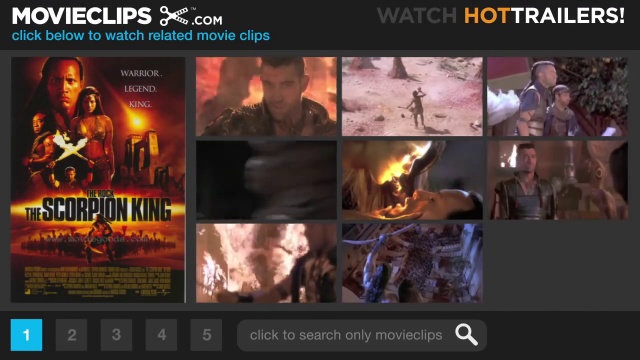 MOVIECLIPS .COM
WATCH HOTTRAILERS!
click below to watch related movie clips
WARRIOR.
LEGEND.
KING.
THE ROCK
THE SCORPION KING
1 2 3 4 5
click to search only movieclips